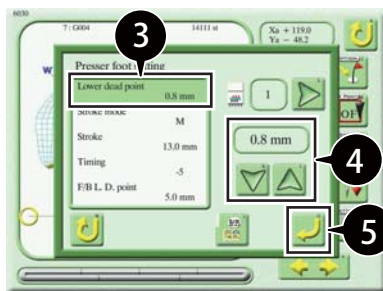 6030
7 : G004 14111 st
Xa + 119.0
Ya - 48.2
3
W
Presser foot
Lower dead point
0.8 mm
Stroke mode
M
Stroke
13.0 mm
Timing
-5
F/B L. D. point
5.0 mm
1
0.8 mm
4
5